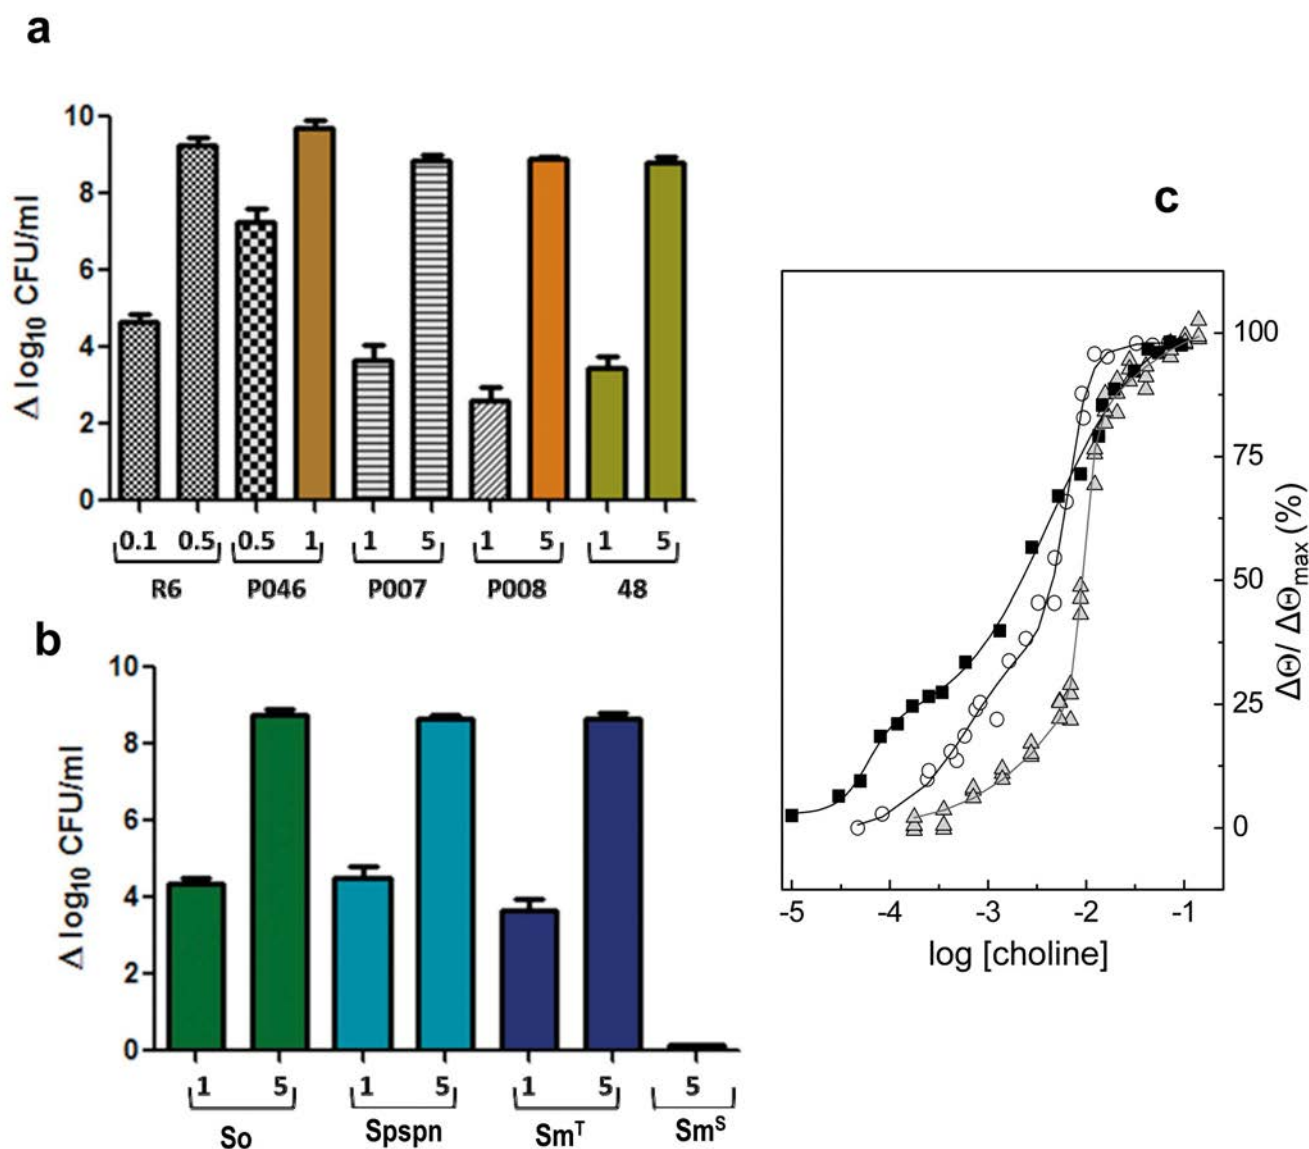 a
10
8
6
4
2
0
Δ log10 CFU/ml
0.1 0.5 0.5 1 1 5 1 5 1 5
R6 P046 P007 P008 48
b
10
8
6
4
2
0
Δ log10 CFU/ml
1 5 1 5 1 5 5
So Spspn Smᵀ Smˢ
c
100
75
50
25
0
ΔΘ/ ΔΘmax (%)
-5 -4 -3 -2 -1
log [choline]